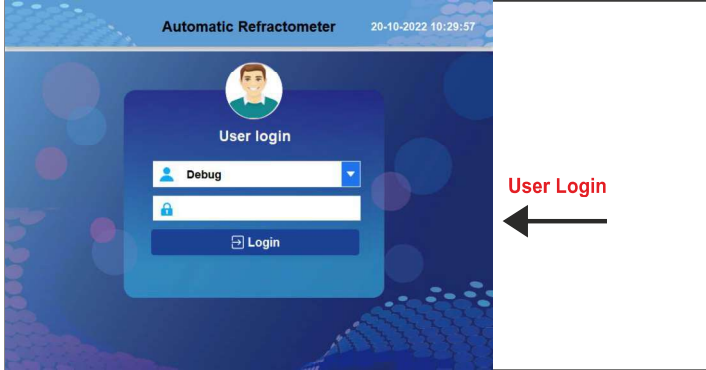 Automatic Refractometer 20-10-2022 10:29:57
User login
Debug
Login
User Login